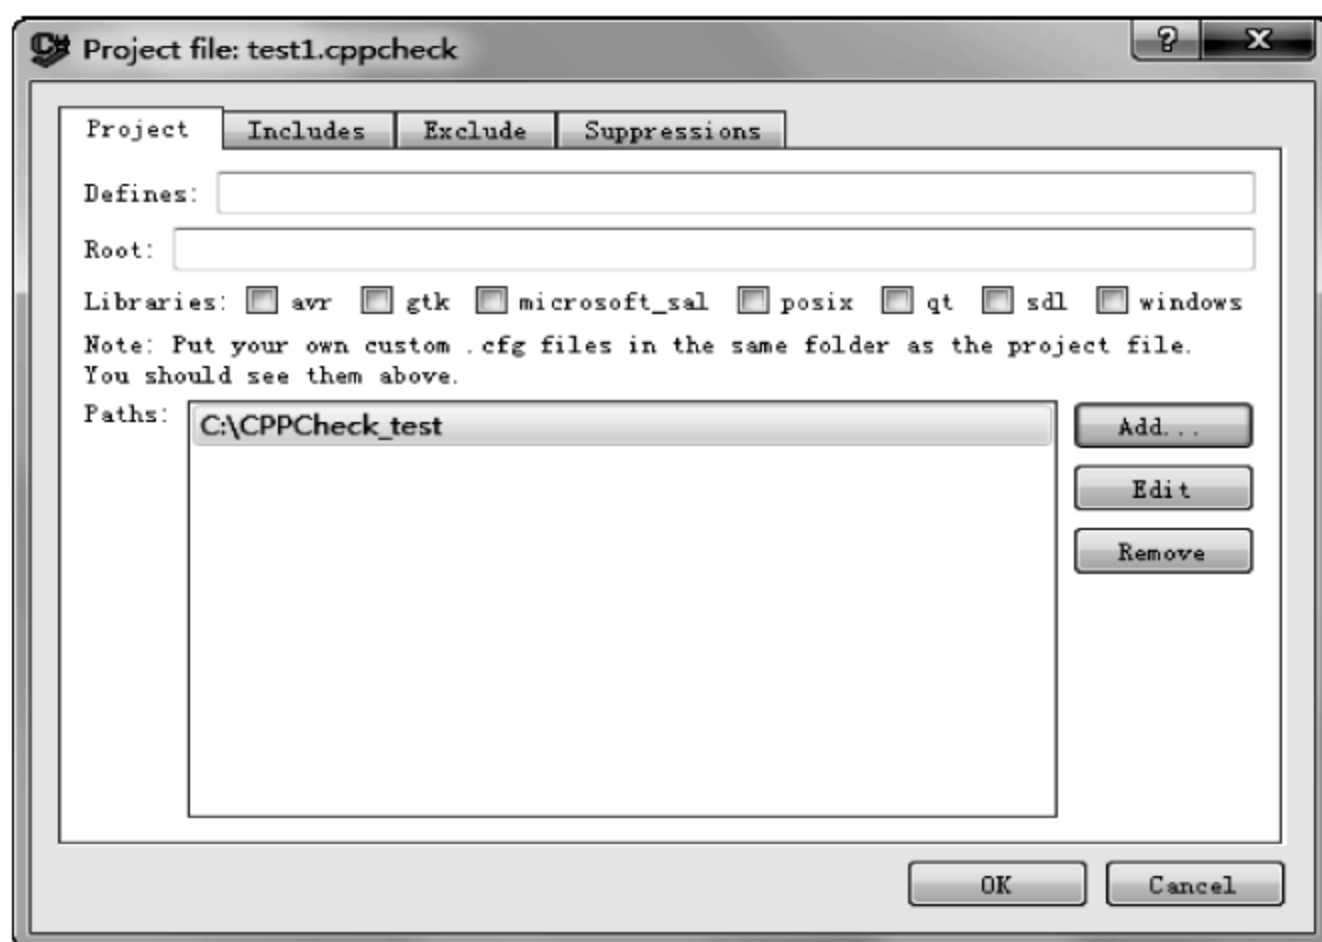 Project file: test1.cppcheck
Project Includes Exclude Suppressions
Defines:
Root:
Libraries: avr gtk microsoft_sal posix qt sdl windows
Note: Put your own custom .cfg files in the same folder as the project file.
You should see them above.
Paths: C:\CPPCheck_test Add...
Edit
Remove
OK Cancel